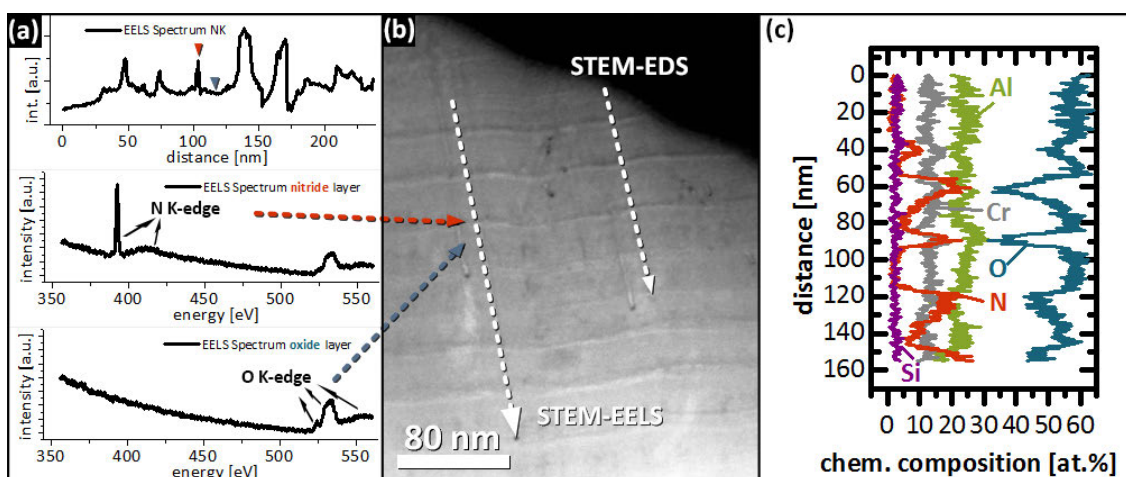 (a)
EELS Spectrum NK
int. [a.u.]
0 50 100 150 200
distance [nm]
EELS Spectrum nitride layer
N K-edge
intensity [a.u.]
350 400 450 500 550
energy [eV]
EELS Spectrum oxide layer
O K-edge
intensity [a.u.]
350 400 450 500 550
energy [eV]
(b)
STEM-EDS
STEM-EELS
80 nm
(c)
0
20
40
60
80
100
120
140
160
distance [nm]
Al
Cr
O
N
Si
0 10 20 30 40 50 60
chem. composition [at.%]